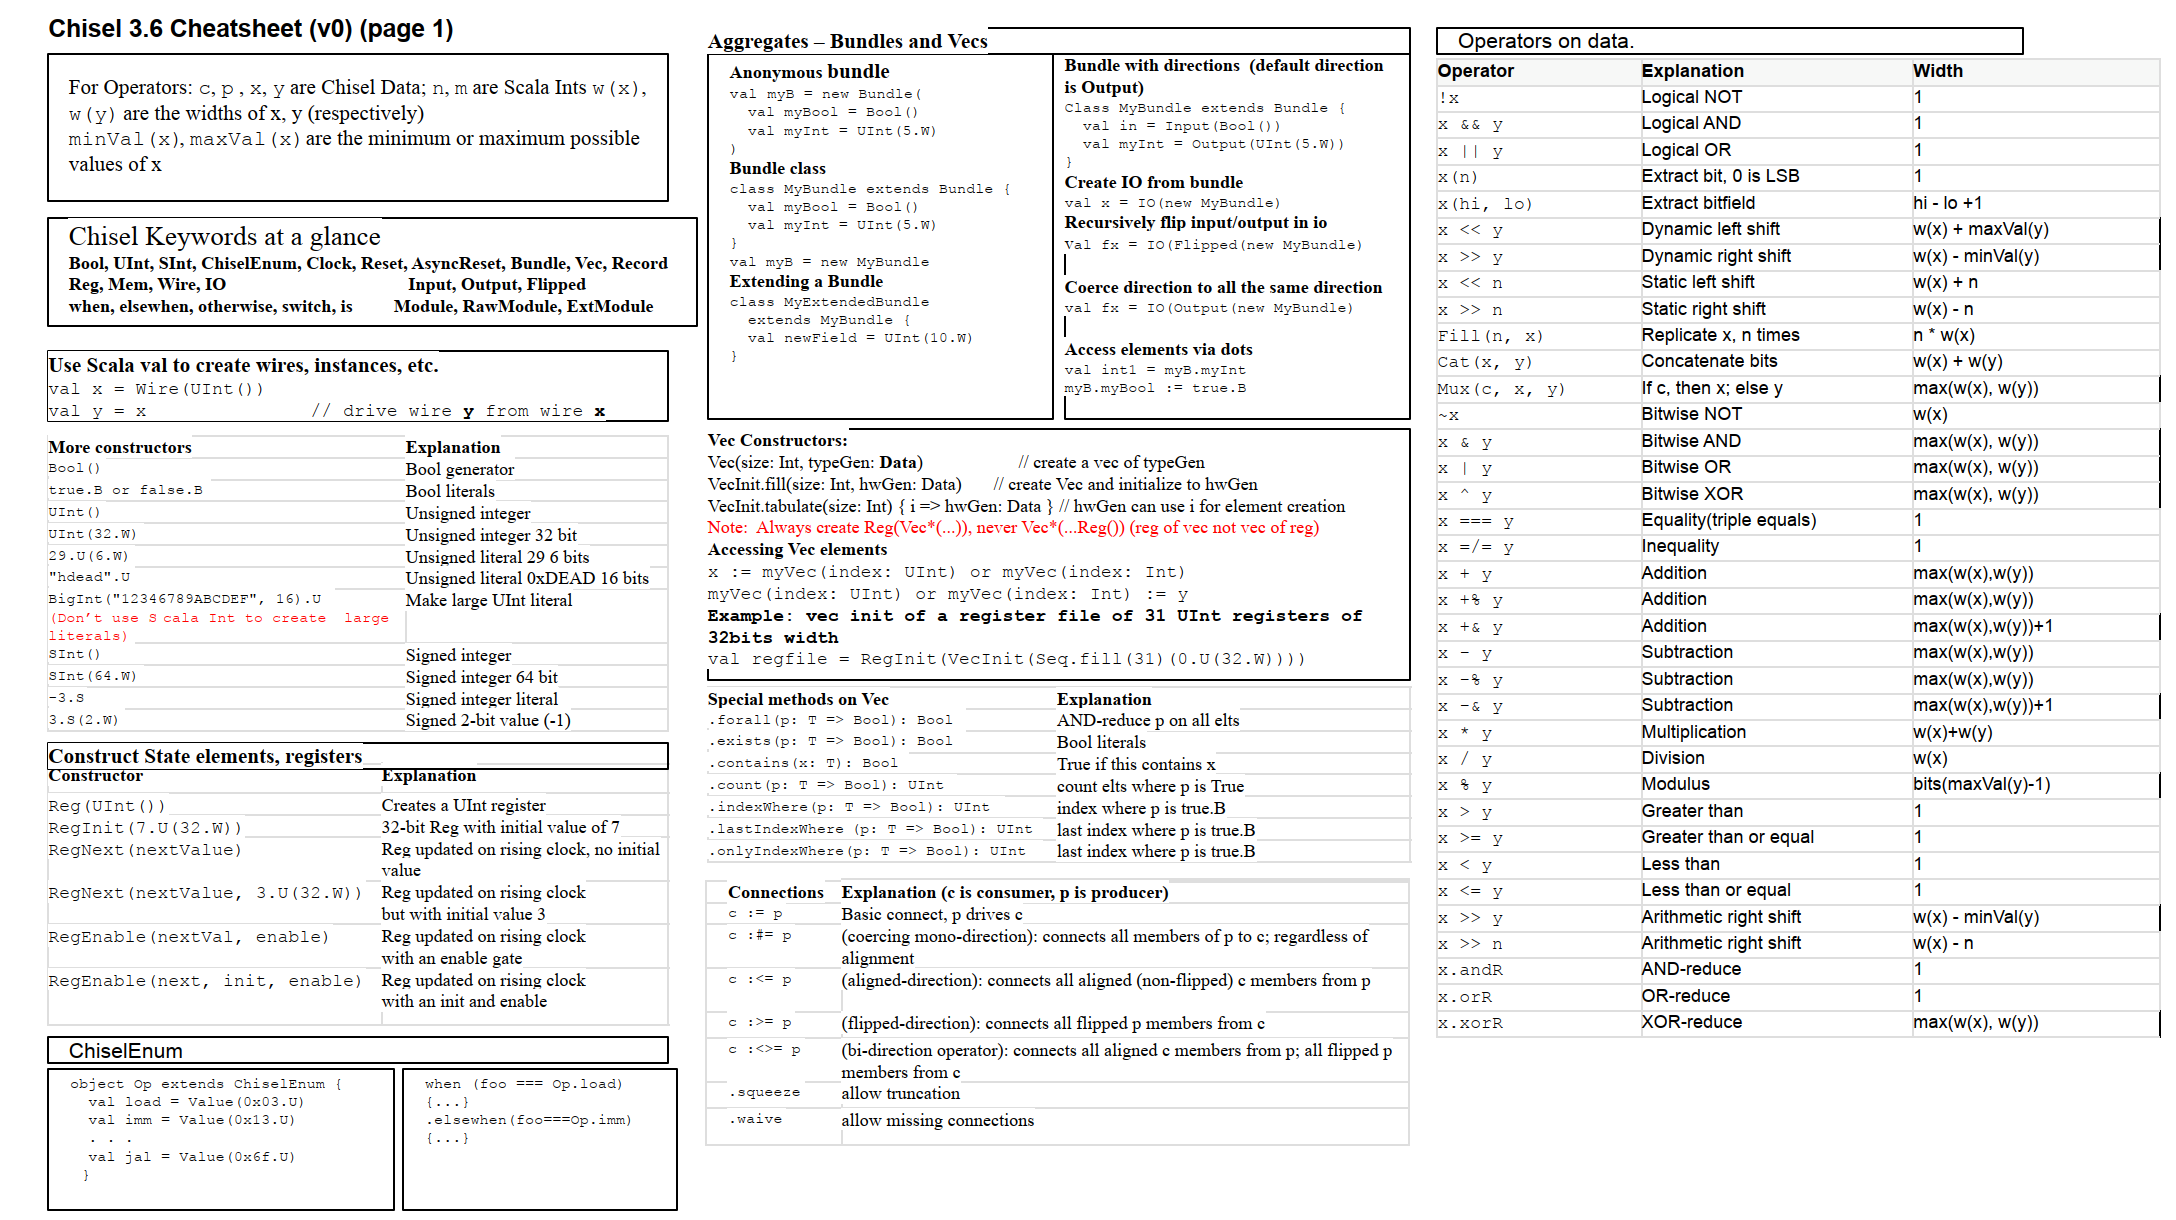 Chisel 3.6 Cheatsheet (v0) (page 1)
For Operators: c, p , x, y are Chisel Data; n, m are Scala Ints w(x),
w(y) are the widths of x, y (respectively)
minVal(x), maxVal(x) are the minimum or maximum possible
values of x
Chisel Keywords at a glance
Bool, UInt, SInt, ChiselEnum, Clock, Reset, AsyncReset, Bundle, Vec, Record
Reg, Mem, Wire, IO Input, Output, Flipped
when, elsewhen, otherwise, switch, is Module, RawModule, ExtModule
Use Scala val to create wires, instances, etc.
val x = Wire(UInt())
val y = x // drive wire y from wire x
More constructors Explanation
Bool() Bool generator
true.B or false.B Bool literals
UInt() Unsigned integer
UInt(32.W) Unsigned integer 32 bit
29.U(6.W) Unsigned literal 29 6 bits
"hdead".U Unsigned literal 0xDEAD 16 bits
BigInt("12346789ABCDEF", 16).U Make large UInt literal
(Don’t use S cala Int to create large
literals)
SInt() Signed integer
SInt(64.W) Signed integer 64 bit
-3.S Signed integer literal
3.S(2.W) Signed 2-bit value (-1)
Construct State elements, registers
Constructor Explanation
Reg(UInt()) Creates a UInt register
RegInit(7.U(32.W)) 32-bit Reg with initial value of 7
RegNext(nextValue) Reg updated on rising clock, no initial
value
RegNext(nextValue, 3.U(32.W)) Reg updated on rising clock
but with initial value 3
RegEnable(nextVal, enable) Reg updated on rising clock
with an enable gate
RegEnable(next, init, enable) Reg updated on rising clock
with an init and enable
ChiselEnum
object Op extends ChiselEnum {
val load = Value(0x03.U)
val imm = Value(0x13.U)
. . .
val jal = Value(0x6f.U)
}
when (foo === Op.load)
{...}
.elsewhen(foo===Op.imm)
{...}
Aggregates – Bundles and Vecs
Anonymous bundle
val myB = new Bundle(
val myBool = Bool()
val myInt = UInt(5.W)
)
Bundle class
class MyBundle extends Bundle {
val myBool = Bool()
val myInt = UInt(5.W)
}
val myB = new MyBundle
Extending a Bundle
class MyExtendedBundle
extends MyBundle {
val newField = UInt(10.W)
}
Bundle with directions (default direction
is Output)
Class MyBundle extends Bundle {
val in = Input(Bool())
val myInt = Output(UInt(5.W))
}
Create IO from bundle
val x = IO(new MyBundle)
Recursively flip input/output in io
Val fx = IO(Flipped(new MyBundle)
Coerce direction to all the same direction
val fx = IO(Output(new MyBundle)
Access elements via dots
val int1 = myB.myInt
myB.myBool := true.B
Vec Constructors:
Vec(size: Int, typeGen: Data) // create a vec of typeGen
VecInit.fill(size: Int, hwGen: Data) // create Vec and initialize to hwGen
VecInit.tabulate(size: Int) { i => hwGen: Data } // hwGen can use i for element creation
Note: Always create Reg(Vec*(...)), never Vec*(...Reg()) (reg of vec not vec of reg)
Accessing Vec elements
x := myVec(index: UInt) or myVec(index: Int)
myVec(index: UInt) or myVec(index: Int) := y
Example: vec init of a register file of 31 UInt registers of
32bits width
val regfile = RegInit(VecInit(Seq.fill(31)(0.U(32.W))))
Special methods on Vec Explanation
.forall(p: T => Bool): Bool AND-reduce p on all elts
.exists(p: T => Bool): Bool Bool literals
.contains(x: T): Bool True if this contains x
.count(p: T => Bool): UInt count elts where p is True
.indexWhere(p: T => Bool): UInt index where p is true.B
.lastIndexWhere (p: T => Bool): UInt last index where p is true.B
.onlyIndexWhere(p: T => Bool): UInt last index where p is true.B
Connections Explanation (c is consumer, p is producer)
c := p Basic connect, p drives c
c :#= p (coercing mono-direction): connects all members of p to c; regardless of
alignment
c :<= p (aligned-direction): connects all aligned (non-flipped) c members from p
c :>= p (flipped-direction): connects all flipped p members from c
c :<>= p (bi-direction operator): connects all aligned c members from p; all flipped p
members from c
.squeeze allow truncation
.waive allow missing connections
Operators on data.
Operator Explanation Width
!x Logical NOT 1
x && y Logical AND 1
x || y Logical OR 1
x(n) Extract bit, 0 is LSB 1
x(hi, lo) Extract bitfield hi - lo +1
x << y Dynamic left shift w(x) + maxVal(y)
x >> y Dynamic right shift w(x) - minVal(y)
x << n Static left shift w(x) + n
x >> n Static right shift w(x) - n
Fill(n, x) Replicate x, n times n * w(x)
Cat(x, y) Concatenate bits w(x) + w(y)
Mux(c, x, y) If c, then x; else y max(w(x), w(y))
~x Bitwise NOT w(x)
x & y Bitwise AND max(w(x), w(y))
x | y Bitwise OR max(w(x), w(y))
x ^ y Bitwise XOR max(w(x), w(y))
x === y Equality(triple equals) 1
x =/= y Inequality 1
x + y Addition max(w(x),w(y))
x +% y Addition max(w(x),w(y))
x +& y Addition max(w(x),w(y))+1
x - y Subtraction max(w(x),w(y))
x -% y Subtraction max(w(x),w(y))
x -& y Subtraction max(w(x),w(y))+1
x * y Multiplication w(x)+w(y)
x / y Division w(x)
x % y Modulus bits(maxVal(y)-1)
x > y Greater than 1
x >= y Greater than or equal 1
x < y Less than 1
x <= y Less than or equal 1
x >> y Arithmetic right shift w(x) - minVal(y)
x >> n Arithmetic right shift w(x) - n
x.andR AND-reduce 1
x.orR OR-reduce 1
x.xorR XOR-reduce max(w(x), w(y))